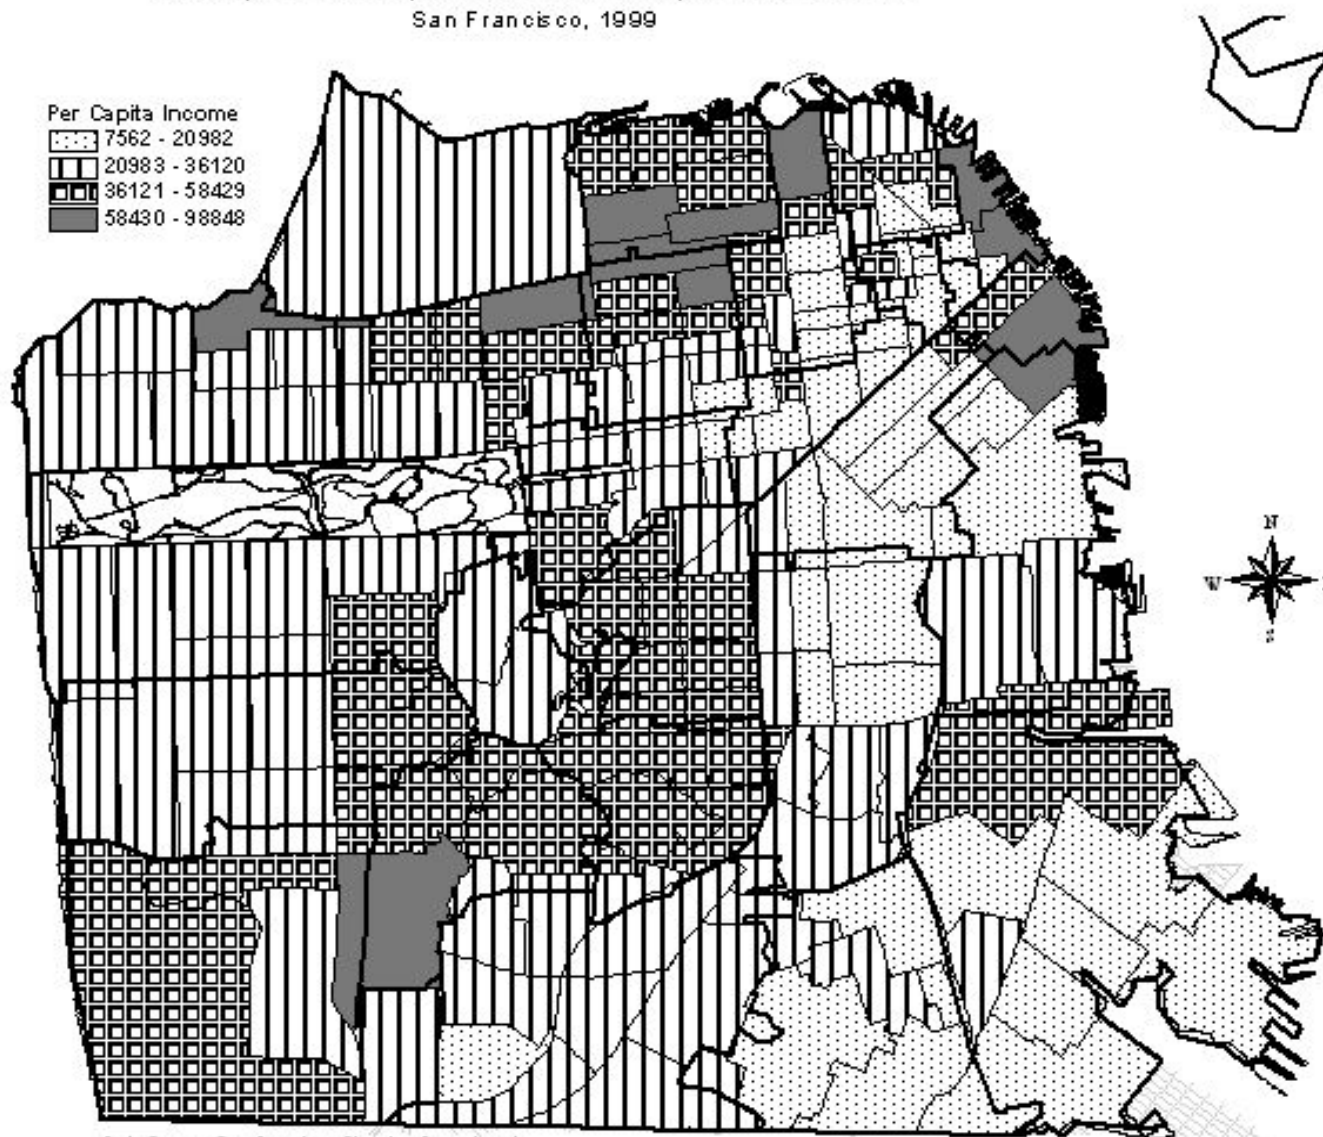 San Francisco, 1999
Per Capita Income
7562 - 20982
20983 - 36120
36121 - 58429
58430 - 98848
N
W
S